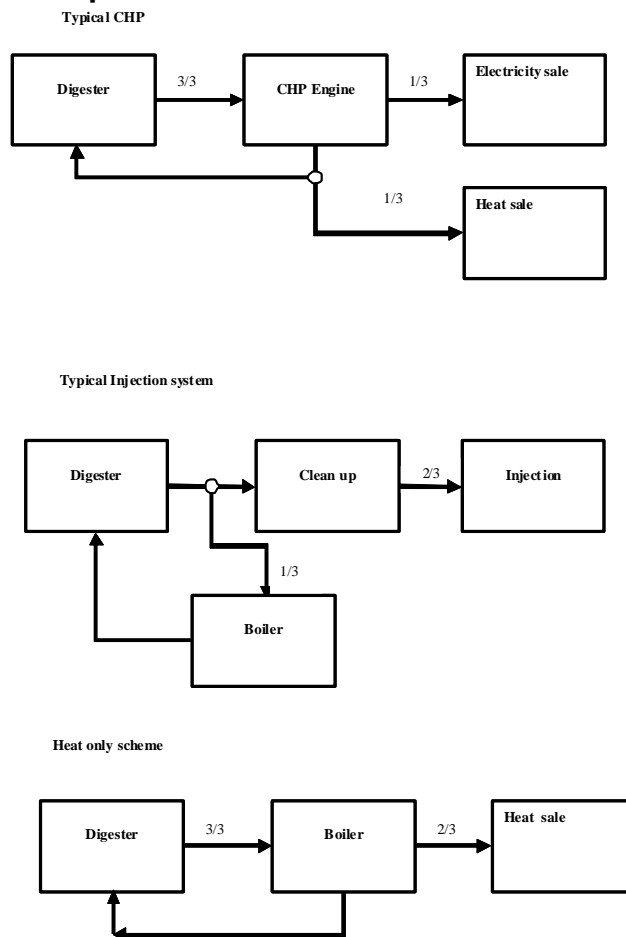 Typical CHP
Digester
3/3
CHP Engine
1/3
Electricity sale
1/3
Heat sale
Typical Injection system
Digester
Clean up
2/3
Injection
1/3
Boiler
Heat only scheme
Digester
3/3
Boiler
2/3
Heat sale